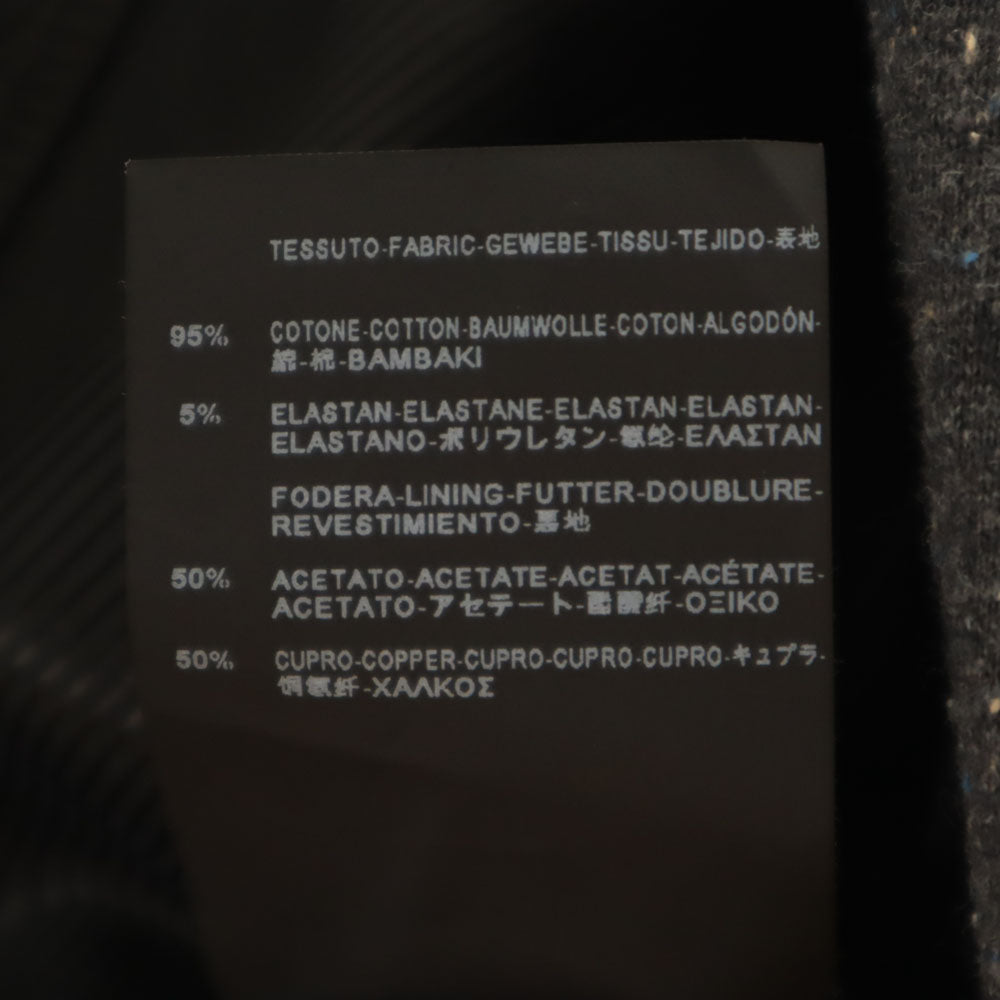 TESSUTO-FABRIC-GEWEBE-TISSU-TEJIDO-表地
95% COTONE-COTTON-BAUMWOLLE-COTON-ALGODÓN-
綿-棉-BAMBAKI
5% ELASTAN-ELASTANE-ELASTAN-ELASTAN-
ELASTANO-ポリウレタン-氨纶-ΕΛΑΣΤΑΝ
FODERA-LINING-FUTTER-DOUBLURE-
REVESTIMIENTO-裏地
50% ACETATO-ACETATE-ACETAT-ACÉTATE-
ACETATO-アセテート-醋酸纤-ΟΞΙΚΟ
50% CUPRO-COPPER-CUPRO-CUPRO-CUPRO-キュプラ-
铜氨纤-ΧΑΛΚΟΣ